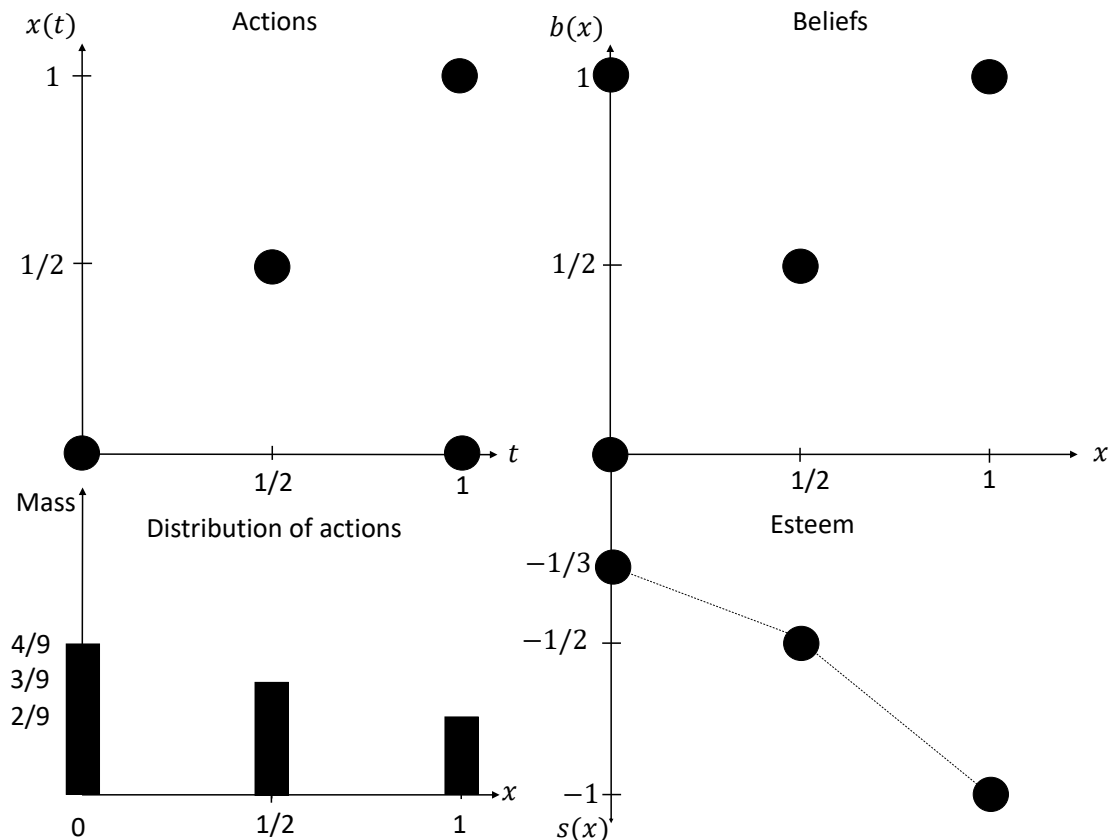 x(t)
Actions
1
1/2
1/2
1
t
b(x)
Beliefs
1
1/2
1/2
1
x
Mass
Distribution of actions
4/9
3/9
2/9
0
1/2
1
x
Esteem
−1/3
−1/2
−1
s(x)